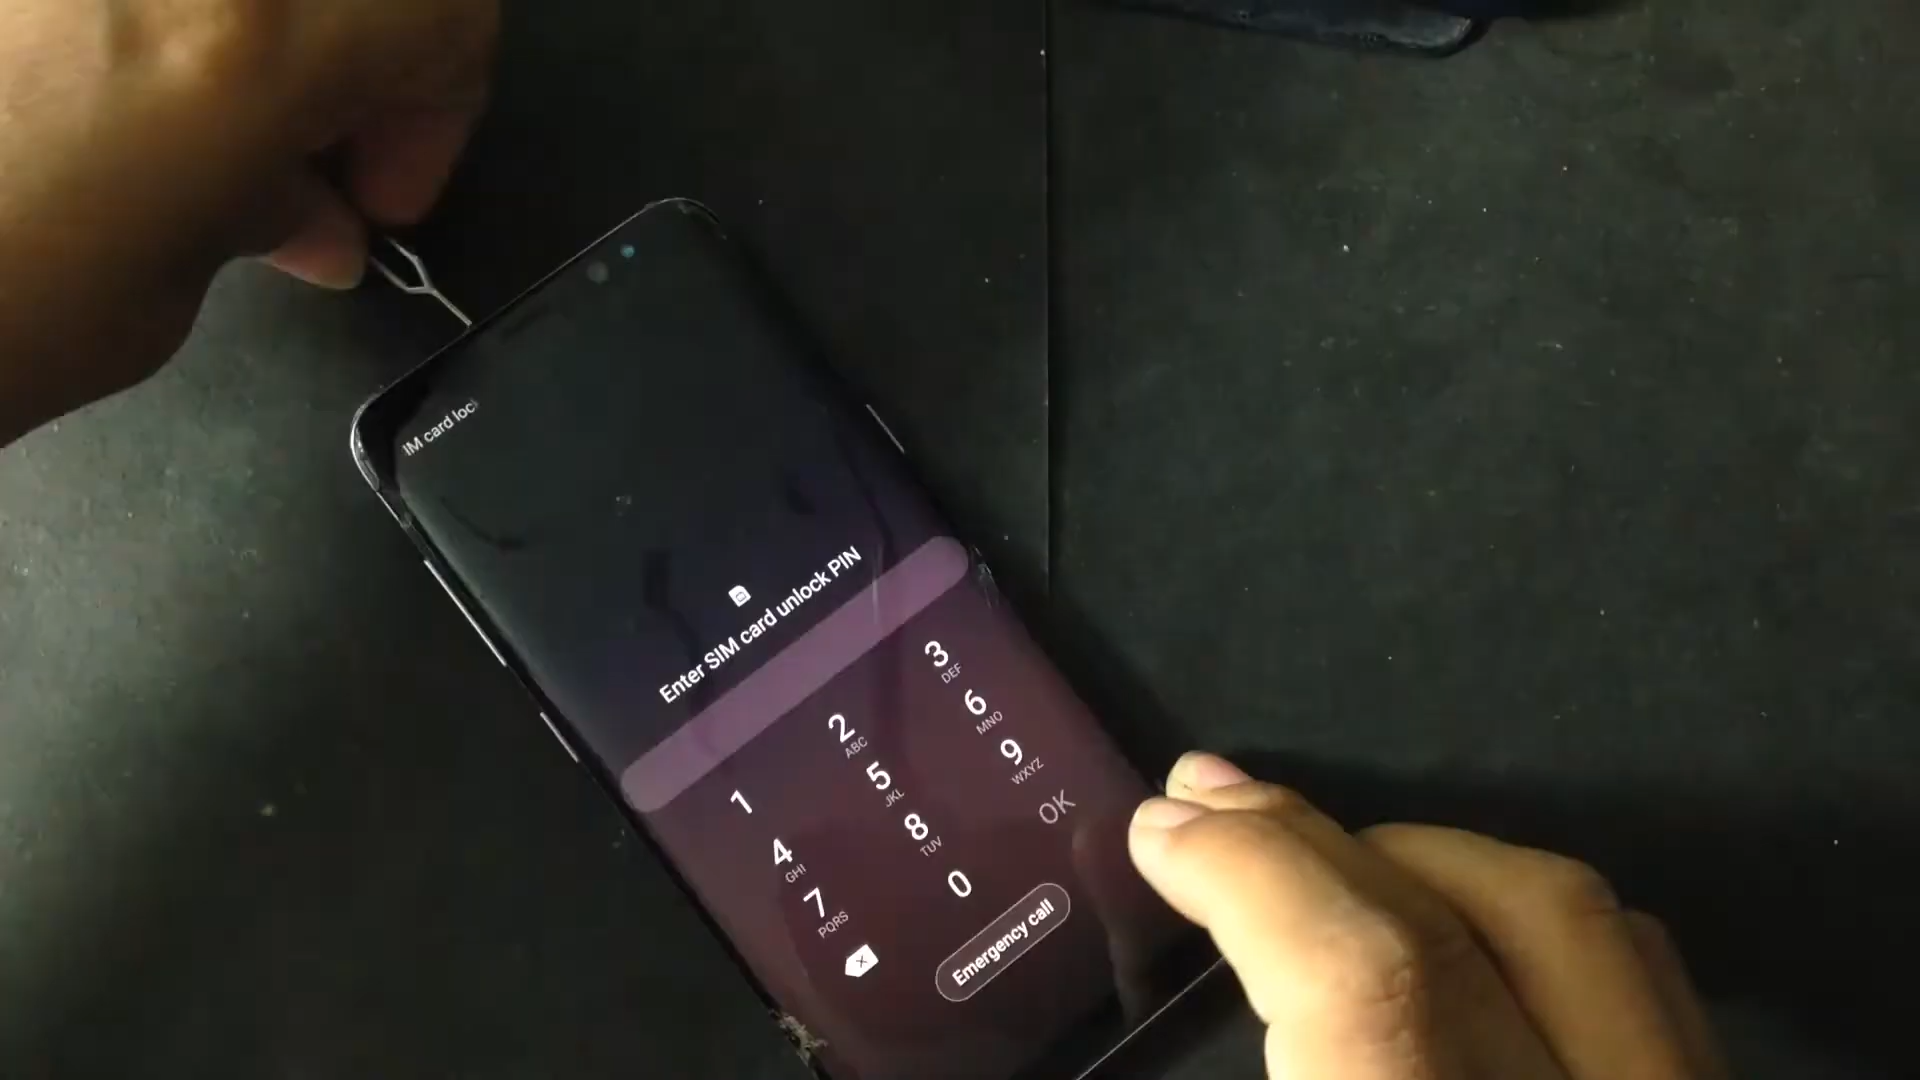 IM card loc
Enter SIM card unlock PIN
1
2 ABC
3 DEF
4 GHI
5 JKL
6 MNO
7 PQRS
8 TUV
9 WXYZ
0
OK
Emergency call